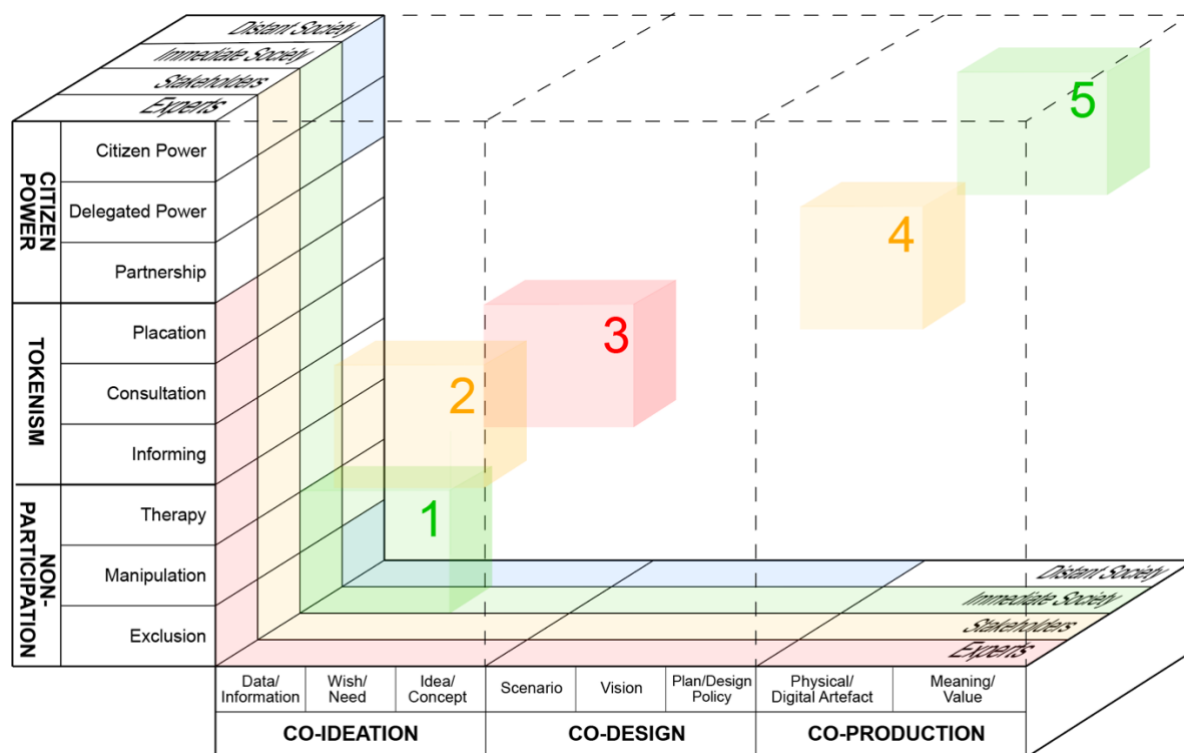 Distant Society
Immediate Society
Stakeholders
Experts
CITIZEN
POWER
Citizen Power
Delegated Power
Partnership
TOKENISM
Placation
Consultation
Informing
NON-
PARTICIPATION
Therapy
Manipulation
Exclusion
5
4
3
2
1
Distant Society
Immediate Society
Stakeholders
Experts
Data/
Information
Wish/
Need
Idea/
Concept
Scenario
Vision
Plan/Design
Policy
Physical/
Digital Artefact
Meaning/
Value
CO-IDEATION
CO-DESIGN
CO-PRODUCTION